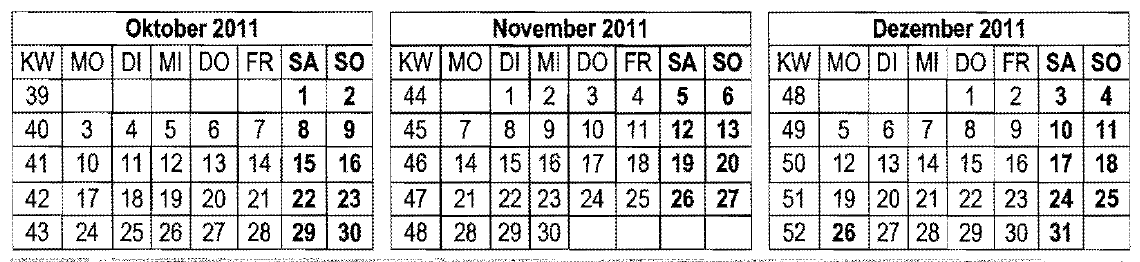 Oktober 2011
KW MO DI MI DO FR SA SO
39 1 2
40 3 4 5 6 7 8 9
41 10 11 12 13 14 15 16
42 17 18 19 20 21 22 23
43 24 25 26 27 28 29 30
November 2011
KW MO DI MI DO FR SA SO
44 1 2 3 4 5 6
45 7 8 9 10 11 12 13
46 14 15 16 17 18 19 20
47 21 22 23 24 25 26 27
48 28 29 30
Dezember 2011
KW MO DI MI DO FR SA SO
48 1 2 3 4
49 5 6 7 8 9 10 11
50 12 13 14 15 16 17 18
51 19 20 21 22 23 24 25
52 26 27 28 29 30 31